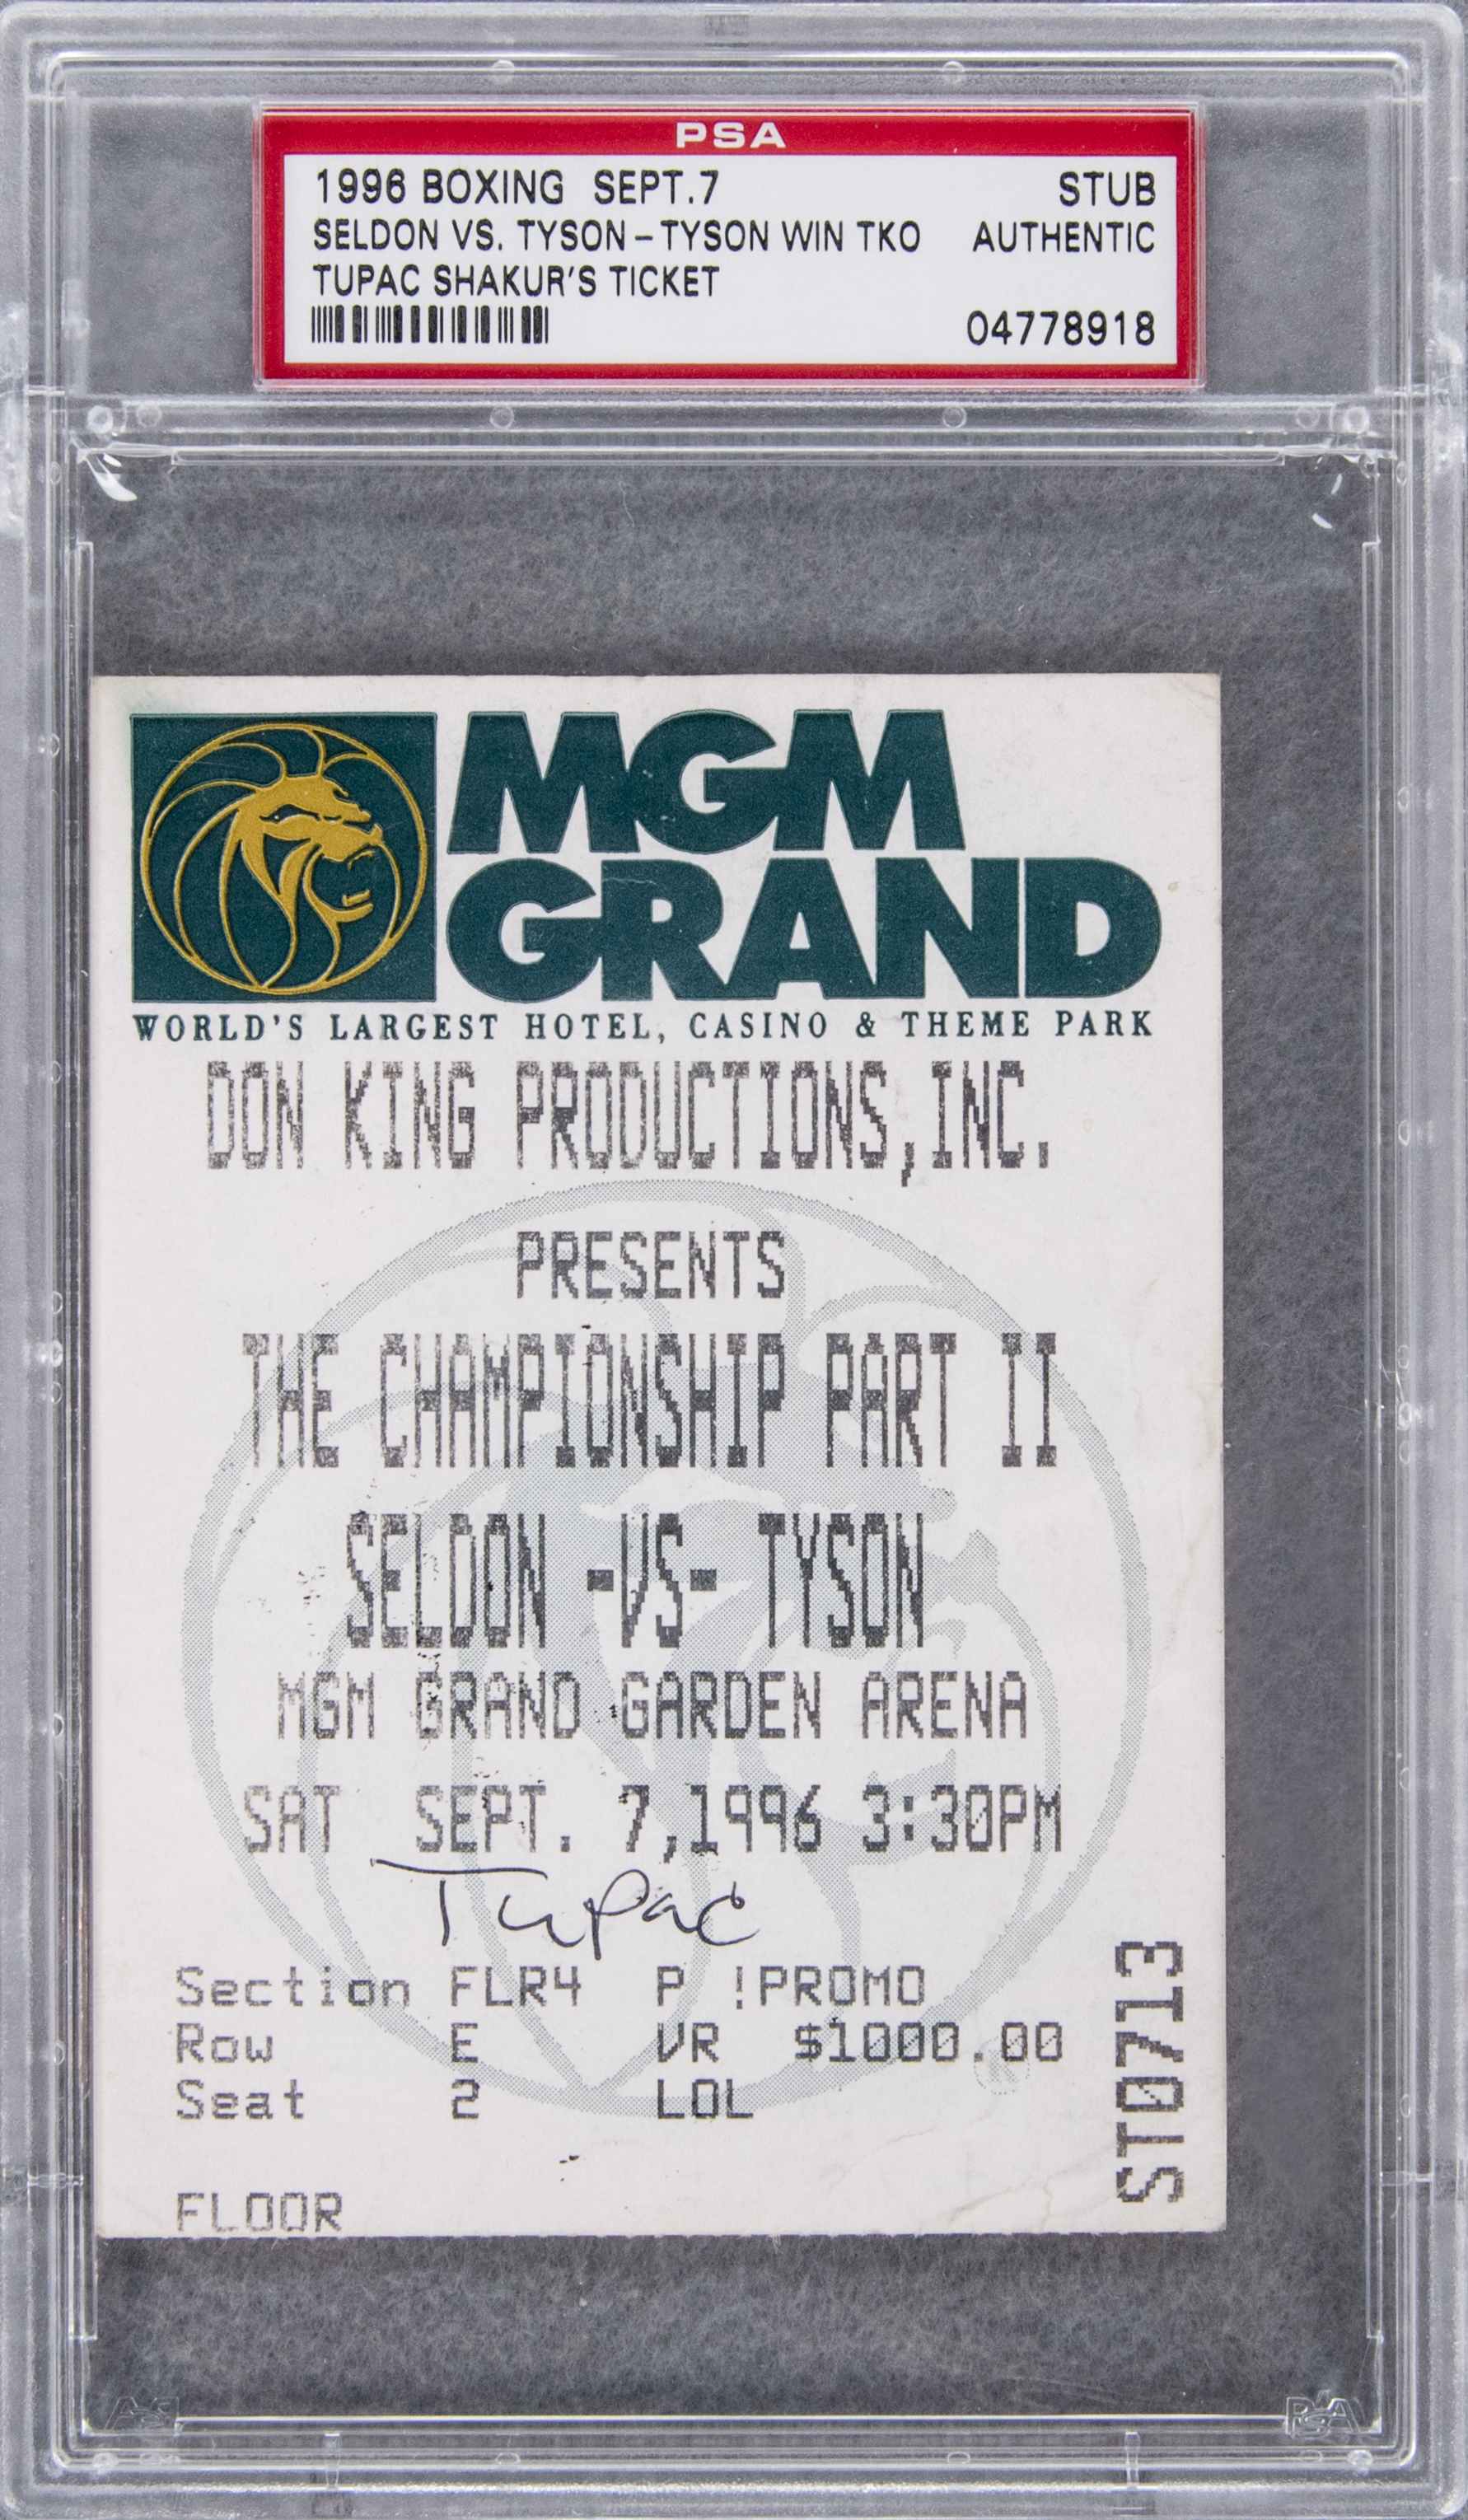 PSA
1996 BOXING SEPT.7 STUB
SELDON VS. TYSON-TYSON WIN TKO AUTHENTIC
TUPAC SHAKUR'S TICKET
04778918
MGM
GRAND
WORLD'S LARGEST HOTEL, CASINO & THEME PARK
DON KING PRODUCTIONS,INC.
PRESENTS
THE CHAMPIONSHIP PART II
SELDON -VS- TYSON
MGM GRAND GARDEN ARENA
SAT SEPT. 7,1996 3:30PM
Tupac
Section FLR4 P !PROMO
Row E VR $1000.00
Seat 2 LOL
FLOOR
ST0713
PSA
PSA